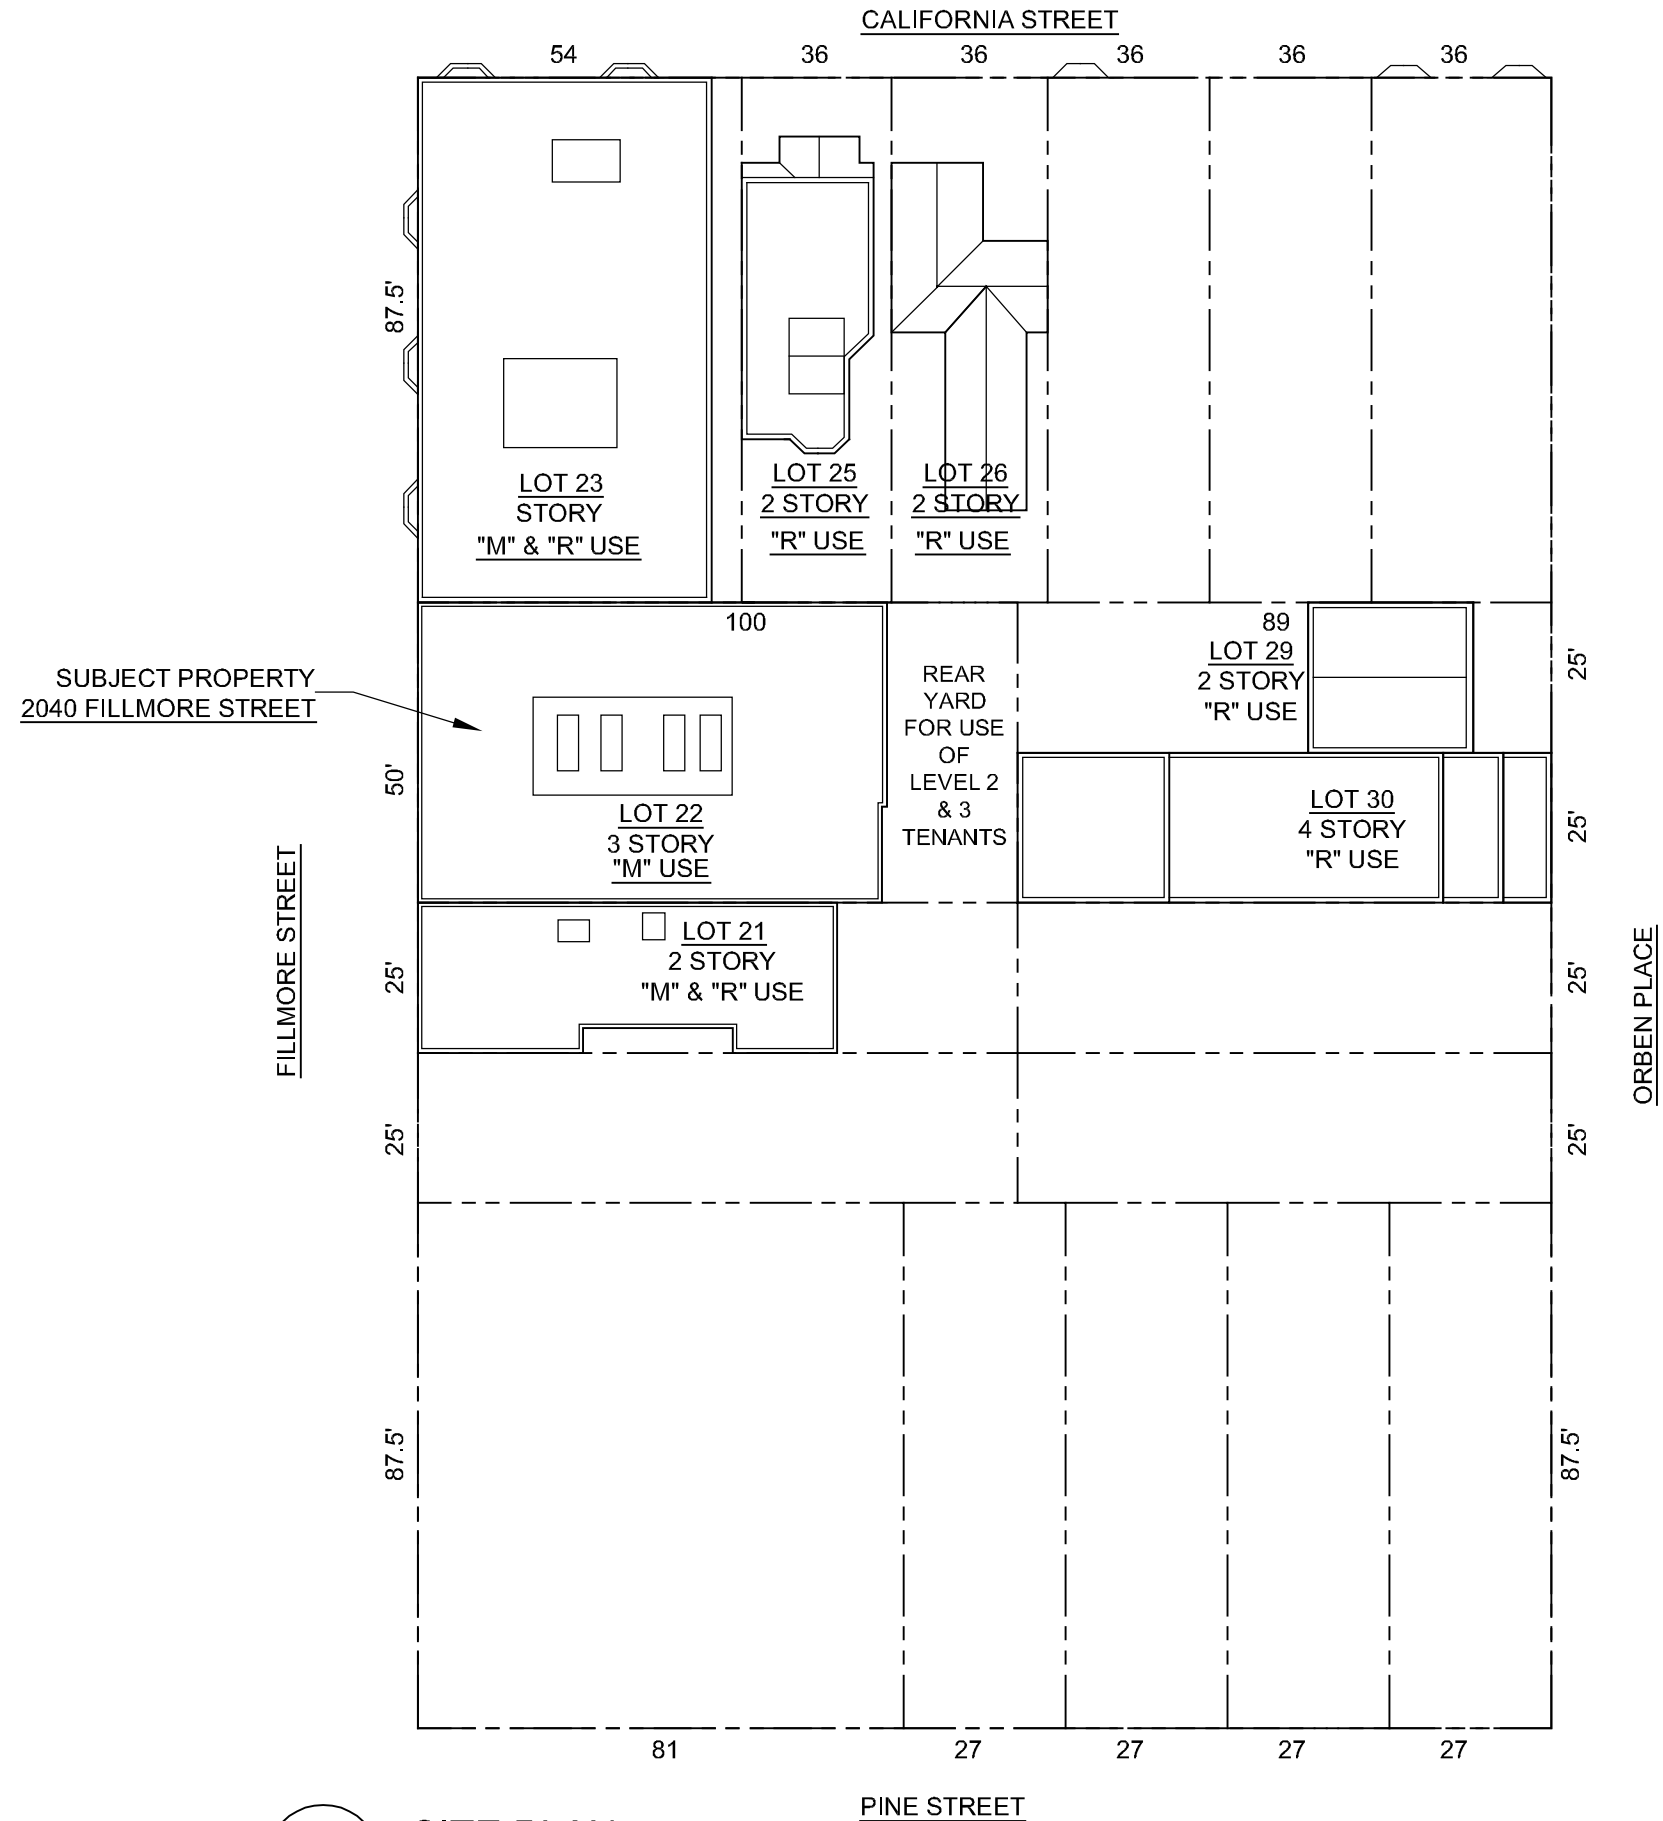 CALIFORNIA STREET
54
36
36
36
36
36
87.5'
LOT 23
STORY
"M" & "R" USE
LOT 25
2 STORY
"R" USE
LOT 26
2 STORY
"R" USE
100
89
SUBJECT PROPERTY
2040 FILLMORE STREET
REAR
YARD
FOR USE
OF
LEVEL 2
& 3
TENANTS
LOT 29
2 STORY
"R" USE
25'
50'
LOT 22
3 STORY
"M" USE
LOT 30
4 STORY
"R" USE
25'
FILLMORE STREET
25'
LOT 21
2 STORY
"M" & "R" USE
25'
ORBEN PLACE
25'
25'
87.5'
87.5'
81
27
27
27
27
PINE STREET